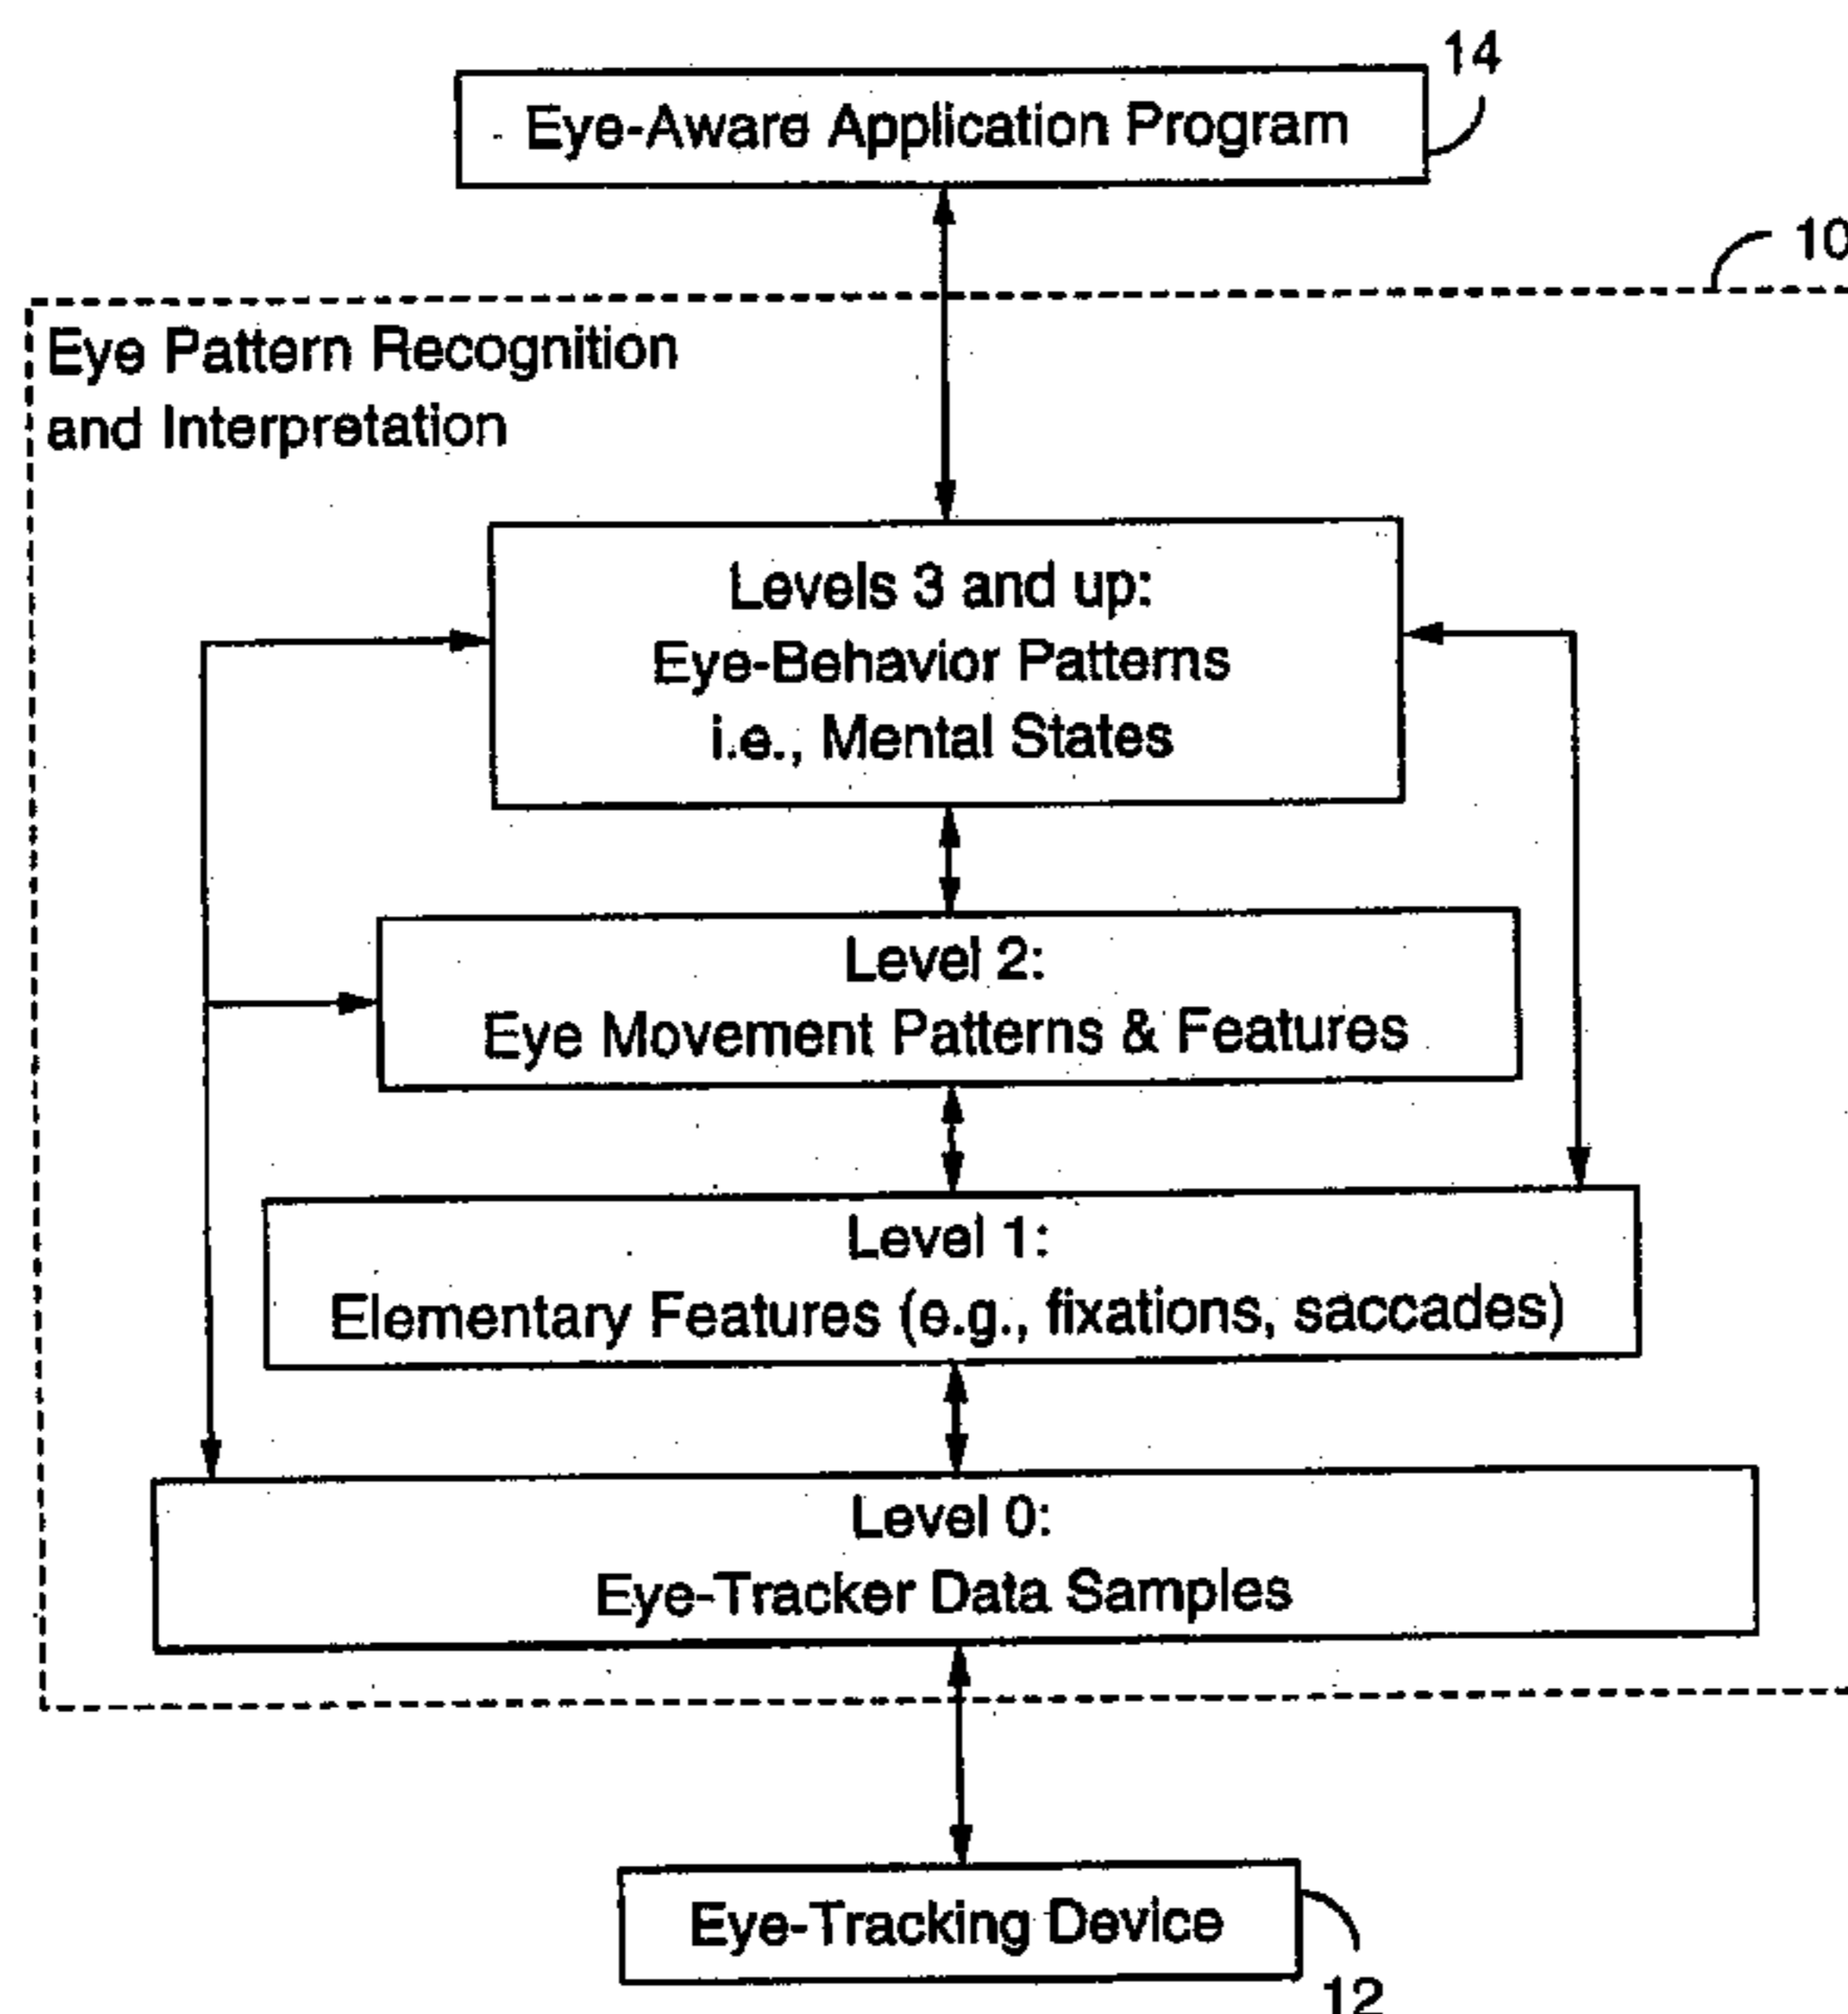 14
Eye-Aware Application Program
10
Eye Pattern Recognition
and Interpretation
Levels 3 and up:
Eye-Behavior Patterns
i.e., Mental States
Level 2:
Eye Movement Patterns & Features
Level 1:
Elementary Features (e.g., fixations, saccades)
Level 0:
Eye-Tracker Data Samples
Eye-Tracking Device
12